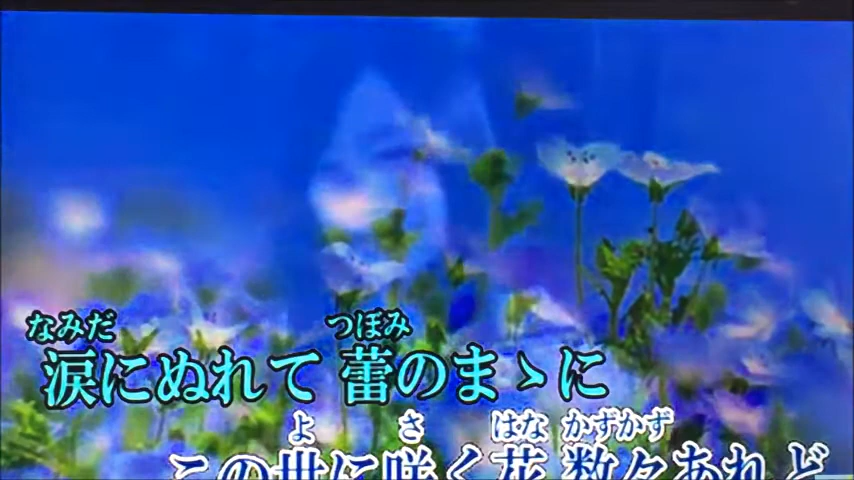 なみだ つぼみ
涙にぬれて 蕾のまゝに
よ さ はな かずかず
この世に咲く花 数々あれど